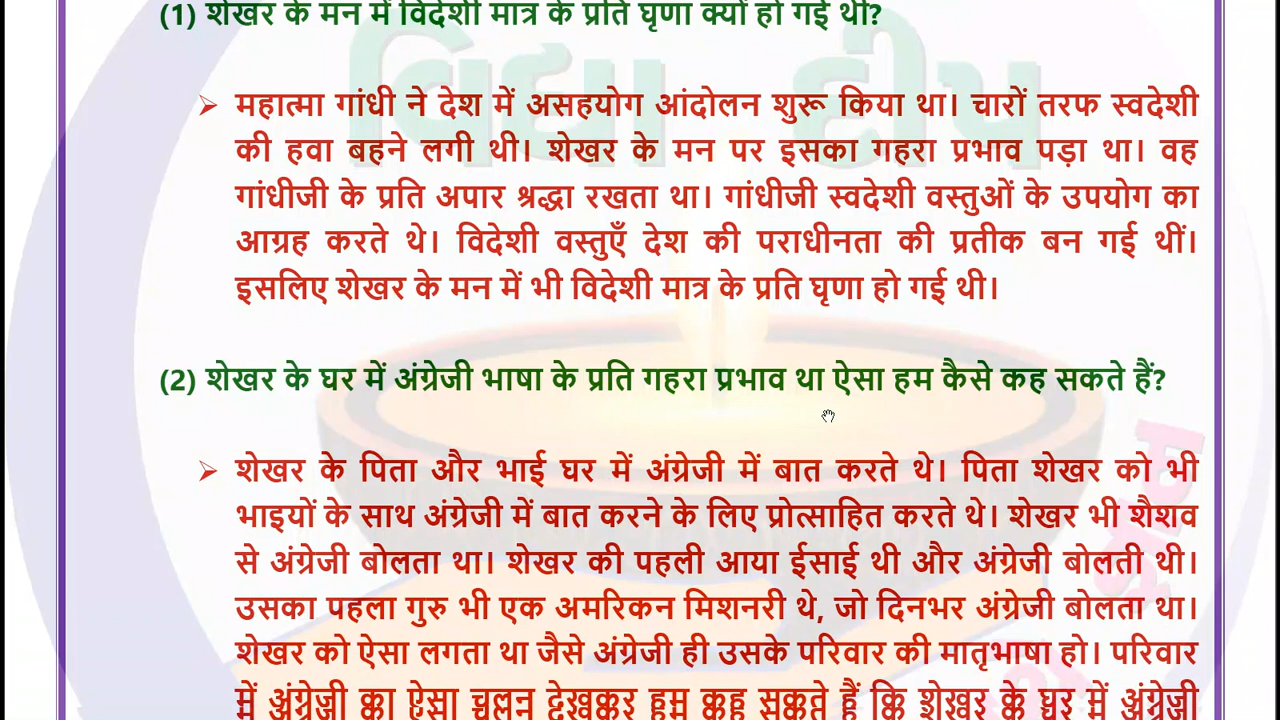 (1) शेखर के मन में विदेशी मात्र के प्रति घृणा क्यों हो गई थी?
विद्या दीप
➢ महात्मा गांधी ने देश में असहयोग आंदोलन शुरू किया था। चारों तरफ स्वदेशी
की हवा बहने लगी थी। शेखर के मन पर इसका गहरा प्रभाव पड़ा था। वह
गांधीजी के प्रति अपार श्रद्धा रखता था। गांधीजी स्वदेशी वस्तुओं के उपयोग का
आग्रह करते थे। विदेशी वस्तुएँ देश की पराधीनता की प्रतीक बन गई थीं।
इसलिए शेखर के मन में भी विदेशी मात्र के प्रति घृणा हो गई थी।
(2) शेखर के घर में अंग्रेजी भाषा के प्रति गहरा प्रभाव था ऐसा हम कैसे कह सकते हैं?
➢ शेखर के पिता और भाई घर में अंग्रेजी में बात करते थे। पिता शेखर को भी
भाइयों के साथ अंग्रेजी में बात करने के लिए प्रोत्साहित करते थे। शेखर भी शैशव
से अंग्रेजी बोलता था। शेखर की पहली आया ईसाई थी और अंग्रेजी बोलती थी।
उसका पहला गुरु भी एक अमरिकन मिशनरी थे, जो दिनभर अंग्रेजी बोलता था।
शेखर को ऐसा लगता था जैसे अंग्रेजी ही उसके परिवार की मातृभाषा हो। परिवार
में अंग्रेजी का ऐसा चलन देखकर हम कह सकते हैं कि शेखर के घर में अंग्रेजी